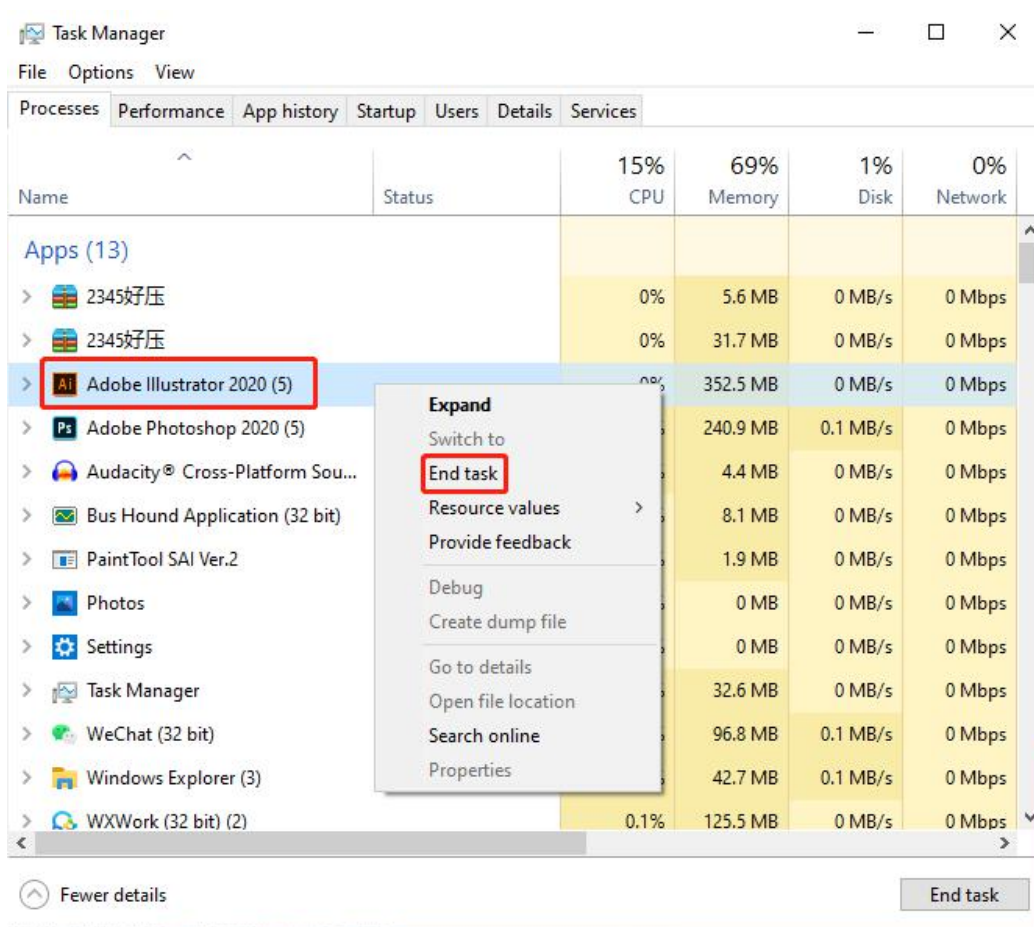 Task Manager
File Options View
Processes Performance App history Startup Users Details Services
15% 69% 1% 0%
Name Status CPU Memory Disk Network
Apps (13)
2345好压 0% 5.6 MB 0 MB/s 0 Mbps
2345好压 0% 31.7 MB 0 MB/s 0 Mbps
Ai Adobe Illustrator 2020 (5) 0% 352.5 MB 0 MB/s 0 Mbps
Expand
Ps Adobe Photoshop 2020 (5) 240.9 MB 0.1 MB/s 0 Mbps
Switch to
Audacity® Cross-Platform Sou... 4.4 MB 0 MB/s 0 Mbps
End task
Bus Hound Application (32 bit) 8.1 MB 0 MB/s 0 Mbps
Resource values
Provide feedback
PaintTool SAI Ver.2 1.9 MB 0 MB/s 0 Mbps
Debug
Photos 0 MB 0 MB/s 0 Mbps
Create dump file
Settings 0 MB 0 MB/s 0 Mbps
Go to details
Task Manager 32.6 MB 0 MB/s 0 Mbps
Open file location
WeChat (32 bit) 96.8 MB 0.1 MB/s 0 Mbps
Search online
Windows Explorer (3) 42.7 MB 0.1 MB/s 0 Mbps
Properties
WXWork (32 bit) (2) 0.1% 125.5 MB 0 MB/s 0 Mbps
Fewer details End task